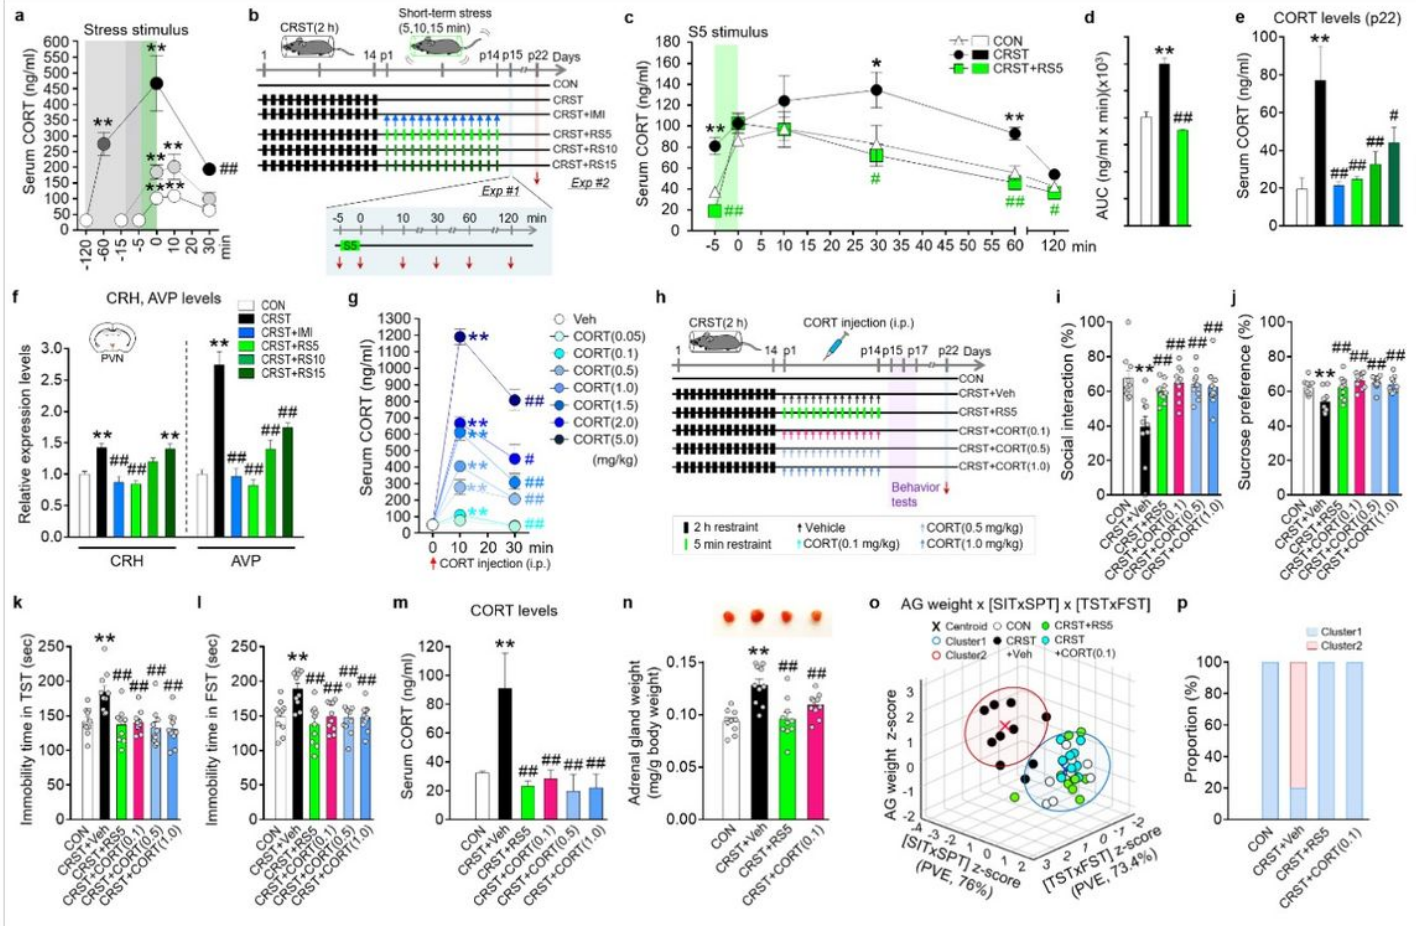 a
Stress stimulus
Serum CORT (ng/ml)
600
550
500
450
400
350
300
250
200
150
100
50
0
**
**
**
**
**
##
-120
-60
-15
-5
0
10
30
min
b
CRST(2 h)
Short-term stress
(5,10,15 min)
1
14 p1
p14 p15
p22
Days
CON
CRST
CRST+IMI
CRST+RS5
CRST+RS10
CRST+RS15
Exp #1
Exp #2
-5 0 10 30 60 120 min
S5
c
S5 stimulus
CON
CRST
CRST+RS5
Serum CORT (ng/ml)
180
160
140
120
100
80
60
40
20
0
**
##
*
#
**
##
#
-5 0 5 10 15 20 25 30 35 40 45 50 55 60 120 min
d
AUC (ng/ml x min)(x10³)
**
##
e
CORT levels (p22)
Serum CORT (ng/ml)
100
80
60
40
20
0
**
##
##
##
#
f
CRH, AVP levels
PVN
CON
CRST
CRST+IMI
CRST+RS5
CRST+RS10
CRST+RS15
Relative expression levels
3.0
2.5
2.0
1.5
1.0
0.5
0.0
**
##
##
**
**
##
##
##
##
CRH
AVP
g
Serum CORT (ng/ml)
1300
1200
1100
1000
900
800
700
600
500
400
300
200
100
0
Veh
CORT(0.05)
CORT(0.1)
CORT(0.5)
CORT(1.0)
CORT(1.5)
CORT(2.0)
CORT(5.0)
(mg/kg)
**
**
**
**
**
**
##
#
##
##
##
0 10 20 30 min
CORT injection (i.p.)
h
CRST(2 h)
CORT injection (i.p.)
1
14 p1
p14 p15
p17
p22
Days
CON
CRST+Veh
CRST+RS5
CRST+CORT(0.1)
CRST+CORT(0.5)
CRST+CORT(1.0)
Behavior
tests
2 h restraint
Vehicle
CORT(0.5 mg/kg)
5 min restraint
CORT(0.1 mg/kg)
CORT(1.0 mg/kg)
i
Social interaction (%)
100
80
60
40
20
0
**
##
##
##
##
CON
CRST+Veh
CRST+RS5
CRST+CORT(0.1)
CRST+CORT(0.5)
CRST+CORT(1.0)
j
Sucrose preference (%)
100
80
60
40
20
0
**
##
##
##
##
CON
CRST+Veh
CRST+RS5
CRST+CORT(0.1)
CRST+CORT(0.5)
CRST+CORT(1.0)
k
Immobility time in TST (sec)
250
200
150
100
50
0
**
##
##
##
##
CON
CRST+Veh
CRST+RS5
CRST+CORT(0.1)
CRST+CORT(0.5)
CRST+CORT(1.0)
l
Immobility time in FST (sec)
250
200
150
100
50
0
**
##
##
##
##
CON
CRST+Veh
CRST+RS5
CRST+CORT(0.1)
CRST+CORT(0.5)
CRST+CORT(1.0)
m
CORT levels
Serum CORT (ng/ml)
120
100
80
60
40
20
0
**
##
##
##
##
CON
CRST+Veh
CRST+RS5
CRST+CORT(0.1)
CRST+CORT(0.5)
CRST+CORT(1.0)
n
Adrenal gland weight
(mg/g body weight)
0.15
0.10
0.05
0.00
**
##
##
CON
CRST+Veh
CRST+RS5
CRST+CORT(0.1)
o
AG weight x [SITxSPT] x [TSTxFST]
Centroid
Cluster1
Cluster2
CON
CRST
+Veh
CRST+RS5
CRST
+CORT(0.1)
AG weight z-score
3
2
1
0
-1
-2
-4 -3 -2 -1 0 1 2
[SITxSPT] z-score
(PVE, 76%)
3 2 1 0 -1 -2
[TSTxFST] z-score
(PVE, 73.4%)
p
Cluster1
Cluster2
Proportion (%)
100
80
60
40
20
0
CON
CRST+Veh
CRST+RS5
CRST+CORT(0.1)